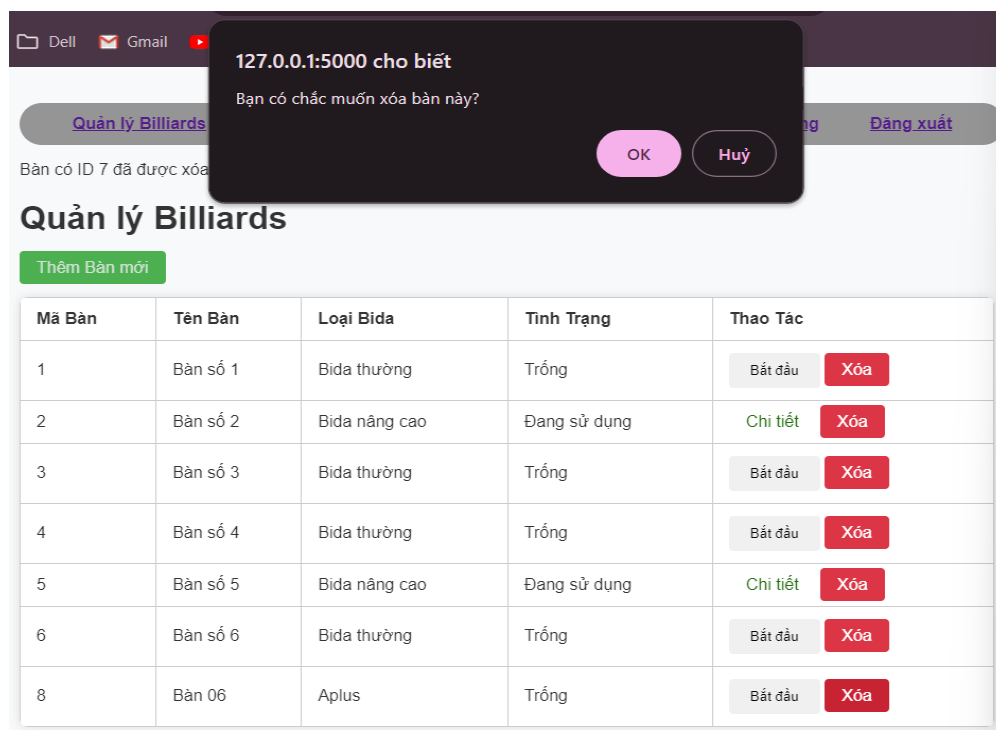 Dell Gmail
127.0.0.1:5000 cho biết
Bạn có chắc muốn xóa bàn này?
OK Huỷ
Quản lý Billiards Đăng xuất
Bàn có ID 7 đã được xóa
Quản lý Billiards
Thêm Bàn mới
Mã Bàn Tên Bàn Loại Bida Tình Trạng Thao Tác
1 Bàn số 1 Bida thường Trống Bắt đầu Xóa
2 Bàn số 2 Bida nâng cao Đang sử dụng Chi tiết Xóa
3 Bàn số 3 Bida thường Trống Bắt đầu Xóa
4 Bàn số 4 Bida thường Trống Bắt đầu Xóa
5 Bàn số 5 Bida nâng cao Đang sử dụng Chi tiết Xóa
6 Bàn số 6 Bida thường Trống Bắt đầu Xóa
8 Bàn 06 Aplus Trống Bắt đầu Xóa